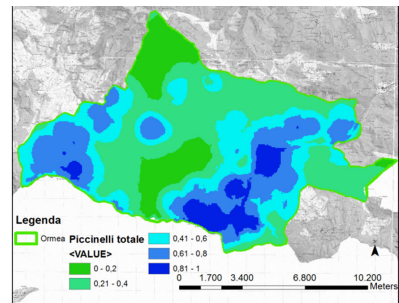 Legenda
Ormea
Piccinelli totale
<VALUE>
0 - 0,2
0,21 - 0,4
0,41 - 0,6
0,61 - 0,8
0,81 - 1
0 1.700 3.400 6.800 10.200
Meters